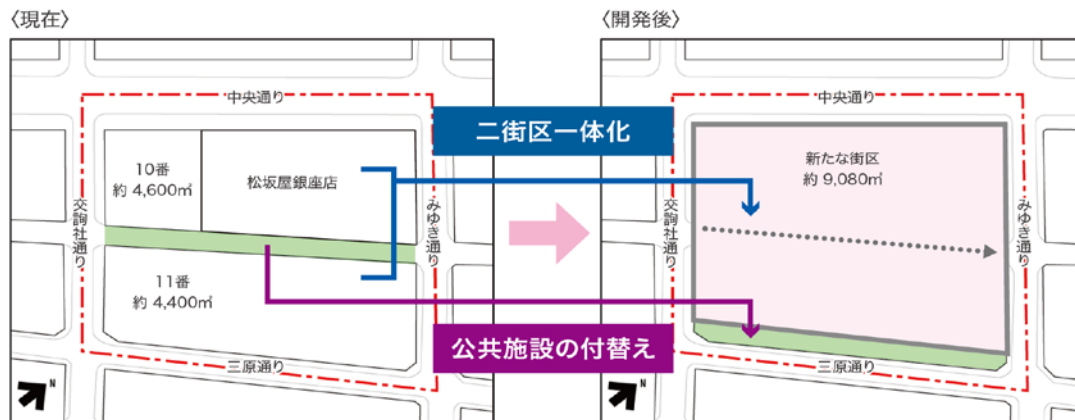 〈現在〉
中央通り
10番
約 4,600㎡
松坂屋銀座店
交詢社通り
みゆき通り
11番
約 4,400㎡
三原通り
N
二街区一体化
公共施設の付替え
〈開発後〉
中央通り
新たな街区
約 9,080㎡
交詢社通り
みゆき通り
三原通り
N